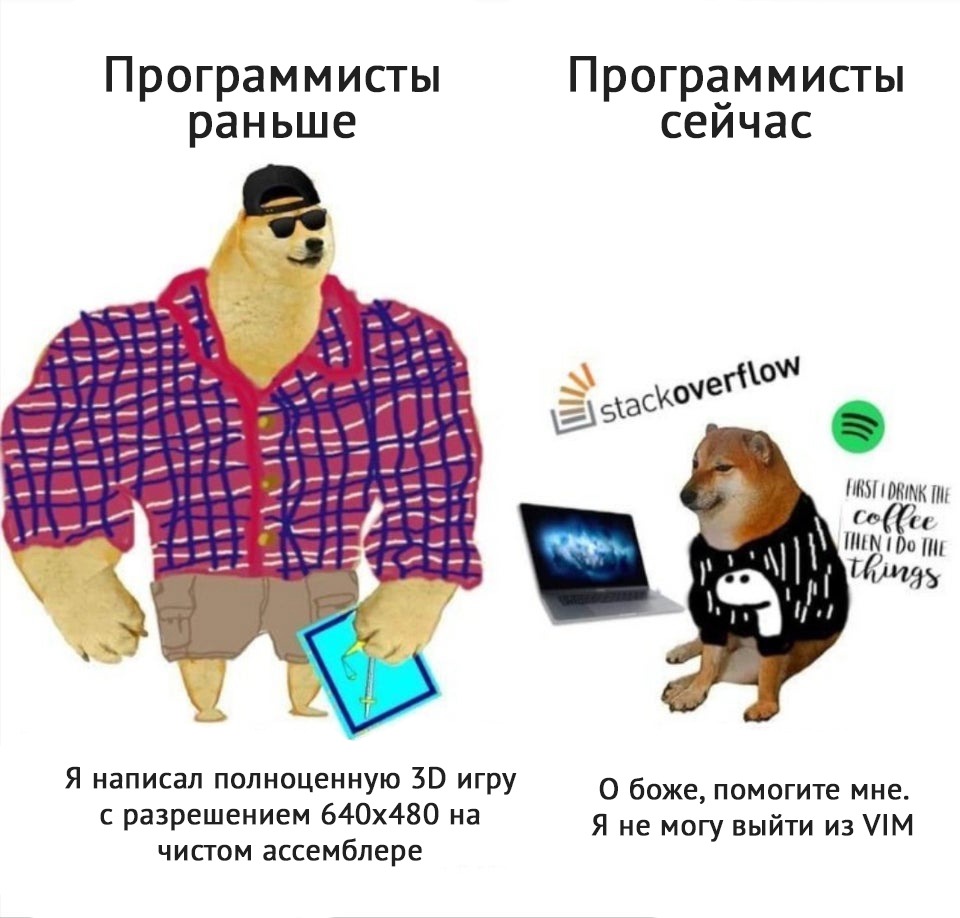 Программисты
раньше
Программисты
сейчас
stackoverflow
FIRST I DRINK THE
coffee
THEN I DO THE
things
Я написал полноценную 3D игру
с разрешением 640x480 на
чистом ассемблере
О боже, помогите мне.
Я не могу выйти из VIM